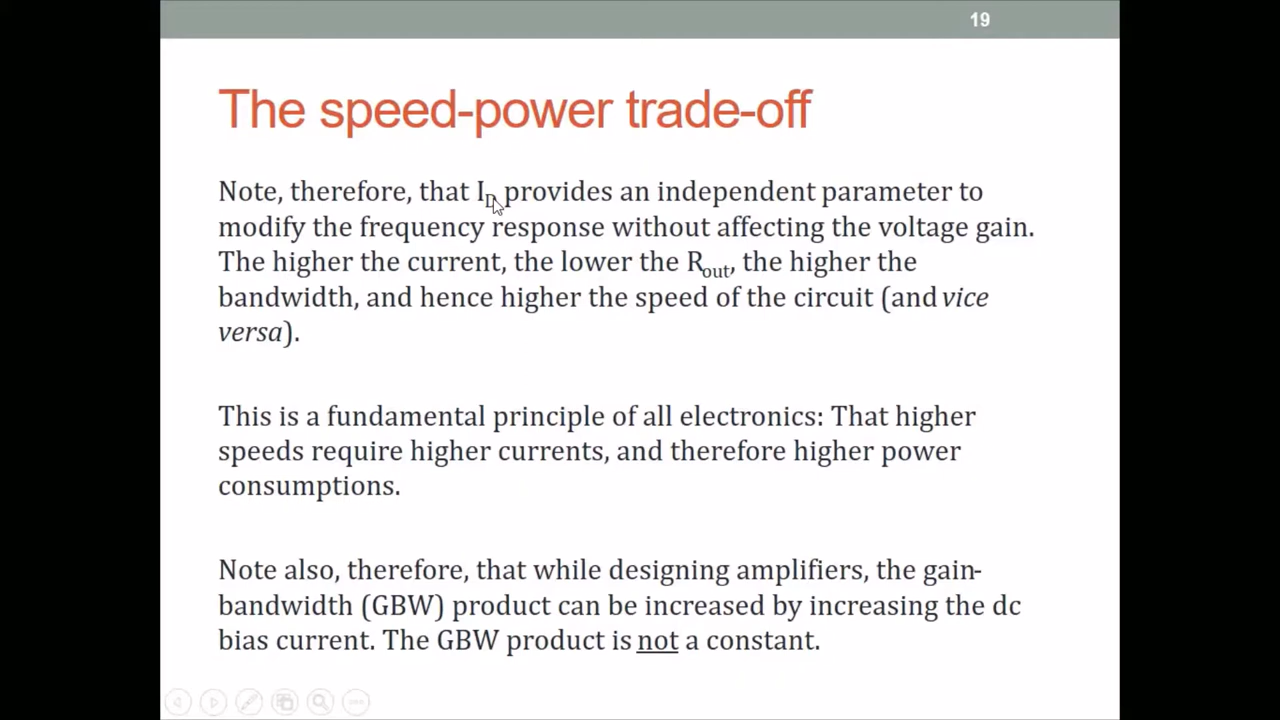 19
The speed-power trade-off
Note, therefore, that I_D provides an independent parameter to
modify the frequency response without affecting the voltage gain.
The higher the current, the lower the R_out, the higher the
bandwidth, and hence higher the speed of the circuit (and vice
versa).
This is a fundamental principle of all electronics: That higher
speeds require higher currents, and therefore higher power
consumptions.
Note also, therefore, that while designing amplifiers, the gain-
bandwidth (GBW) product can be increased by increasing the dc
bias current. The GBW product is not a constant.